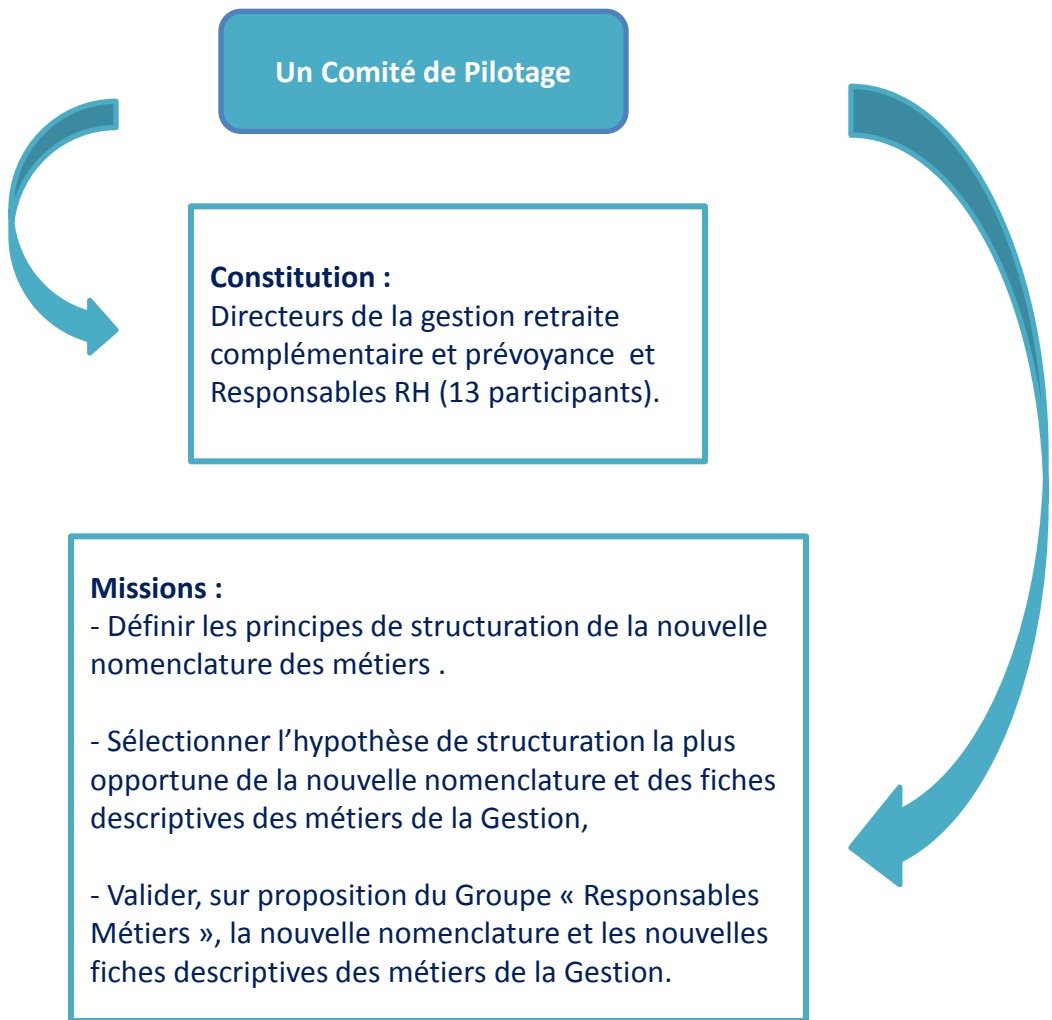 Un Comité de Pilotage
Constitution :
Directeurs de la gestion retraite
complémentaire et prévoyance et
Responsables RH (13 participants).
Missions :
- Définir les principes de structuration de la nouvelle
nomenclature des métiers .
- Sélectionner l’hypothèse de structuration la plus
opportune de la nouvelle nomenclature et des fiches
descriptives des métiers de la Gestion,
- Valider, sur proposition du Groupe « Responsables
Métiers », la nouvelle nomenclature et les nouvelles
fiches descriptives des métiers de la Gestion.